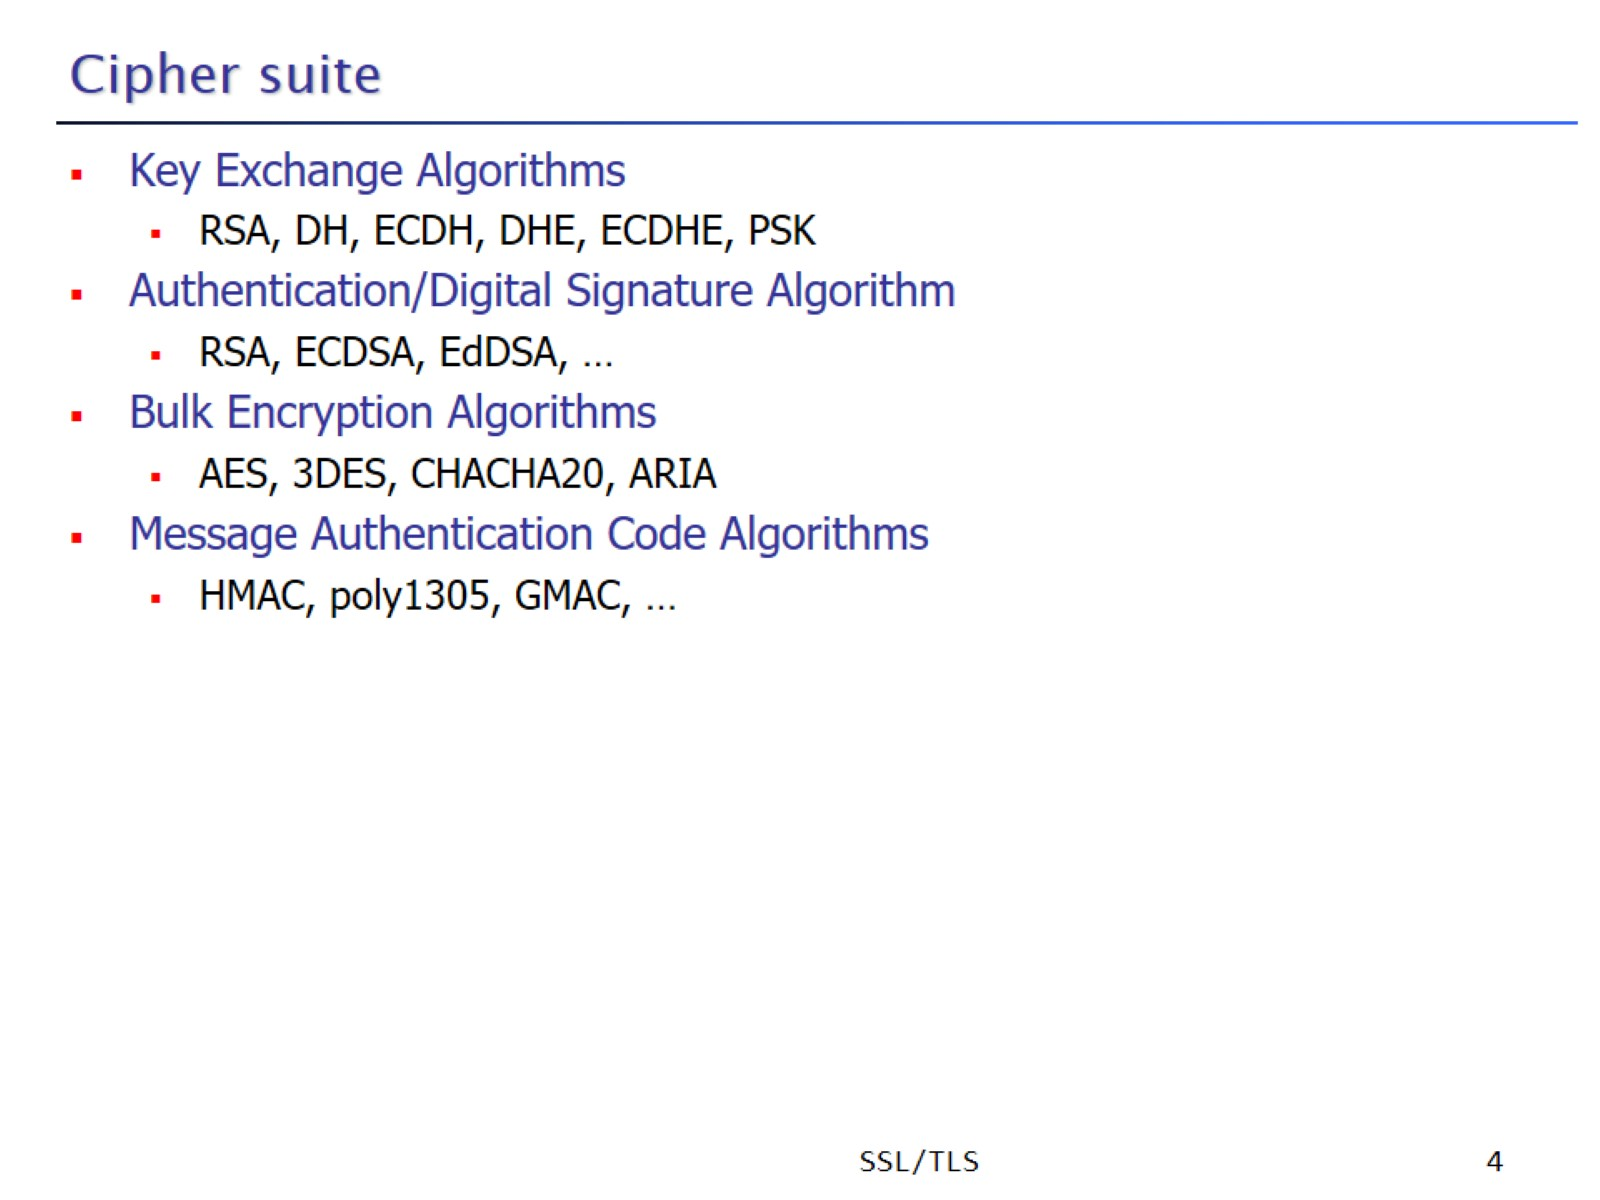 Cipher suite
Key Exchange Algorithms
RSA, DH, ECDH, DHE, ECDHE, PSK
Authentication/Digital Signature Algorithm
RSA, ECDSA, EdDSA, ...
Bulk Encryption Algorithms
AES, 3DES, CHACHA20, ARIA
Message Authentication Code Algorithms
HMAC, poly1305, GMAC, ...
SSL/TLS 4